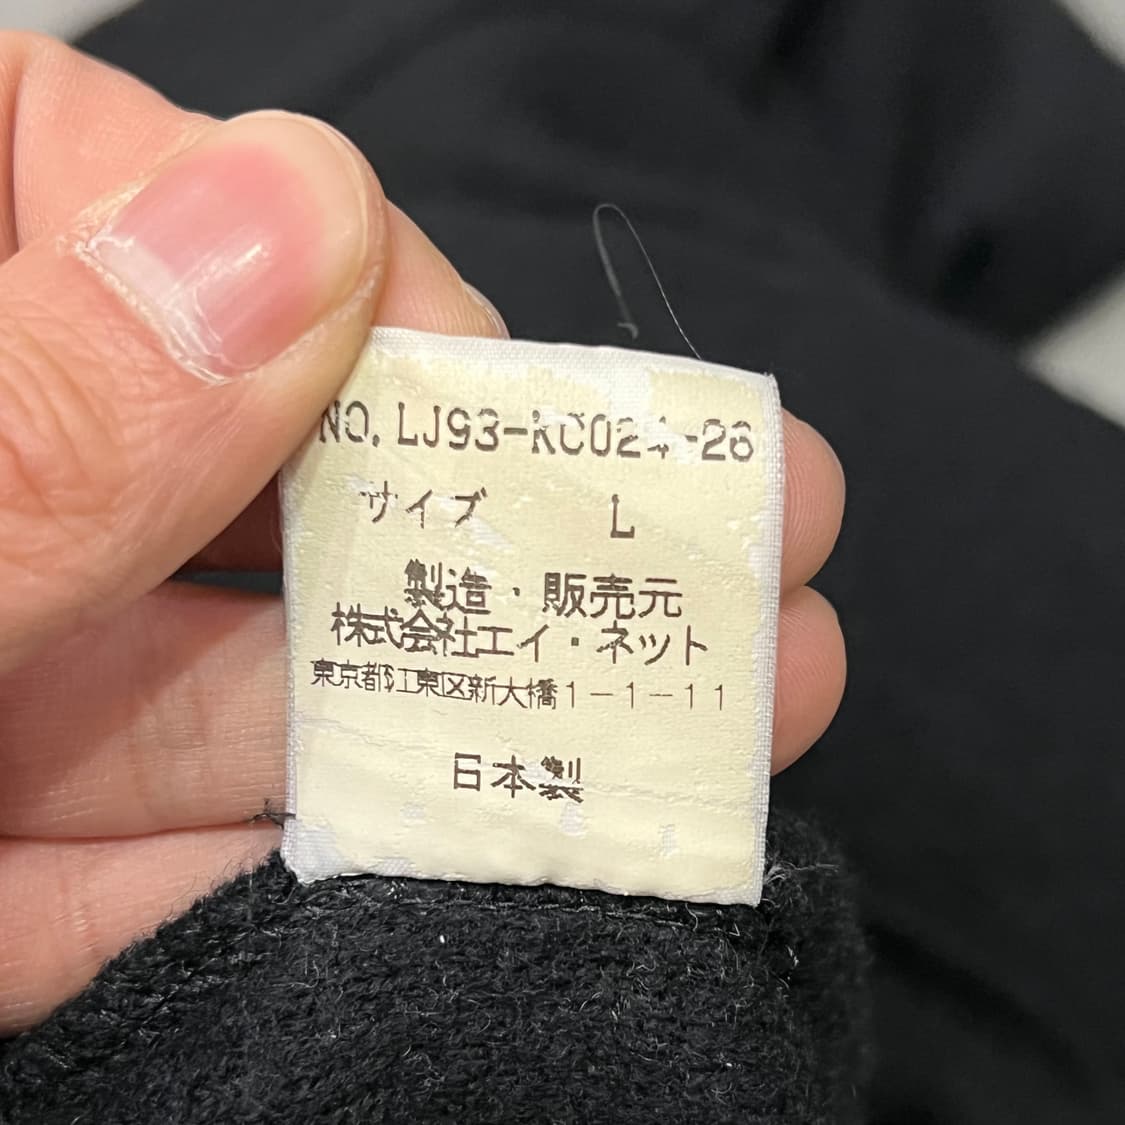 NO. LJ93-KC024-26
サイズ L
製造・販売元
株式会社エイ・ネット
東京都江東区新大橋1-1-11
日本製